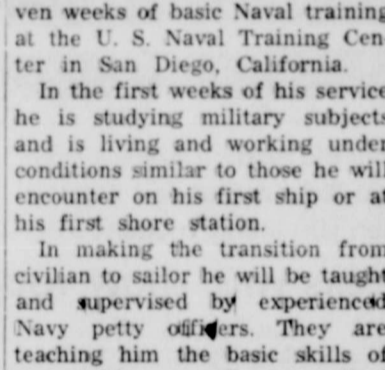 ven weeks of basic Naval training
at the U. S. Naval Training Cen-
ter in San Diego, California.
In the first weeks of his service
he is studying military subjects
and is living and working under
conditions similar to those he will
encounter on his first ship or at
his first shore station.
In making the transition from
civilian to sailor he will be taught
and supervised by experienced
Navy petty officers. They are
teaching him the basic skills of